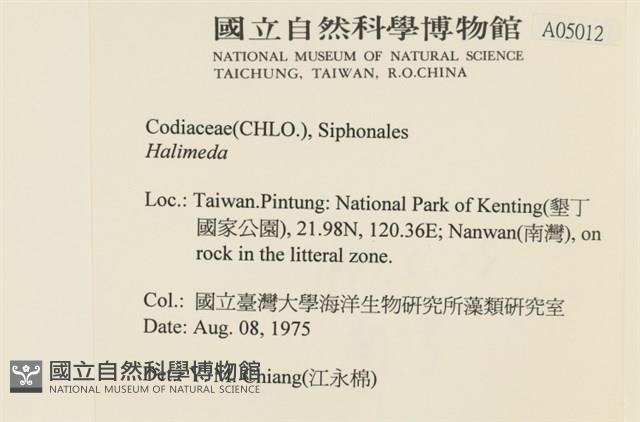 國立自然科學博物館
A05012
NATIONAL MUSEUM OF NATURAL SCIENCE
TAICHUNG, TAIWAN, R.O.CHINA
Codiaceae(CHLO.), Siphonales
Halimeda
Loc.: Taiwan.Pintung: National Park of Kenting(墾丁
國家公園), 21.98N, 120.36E; Nanwan(南灣), on
rock in the litteral zone.
Col.: 國立臺灣大學海洋生物研究所藻類研究室
Date: Aug. 08, 1975
Chiang(江永棉)
國立自然科學博物館
NATIONAL MUSEUM OF NATURAL SCIENCE